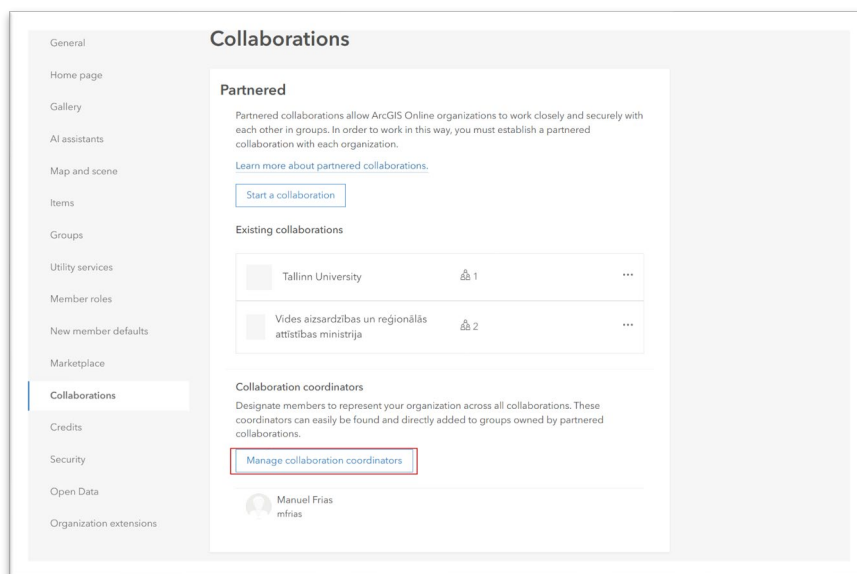 General
Home page
Gallery
AI assistants
Map and scene
Items
Groups
Utility services
Member roles
New member defaults
Marketplace
Collaborations
Credits
Security
Open Data
Organization extensions
Collaborations
Partnered
Partnered collaborations allow ArcGIS Online organizations to work closely and securely with
each other in groups. In order to work in this way, you must establish a partnered
collaboration with each organization.
Learn more about partnered collaborations.
Start a collaboration
Existing collaborations
Tallinn University 1 ...
Vides aizsardzības un reģionālās
attīstības ministrija 2 ...
Collaboration coordinators
Designate members to represent your organization across all collaborations. These
coordinators can easily be found and directly added to groups owned by partnered
collaborations.
Manage collaboration coordinators
Manuel Frias
mfrias